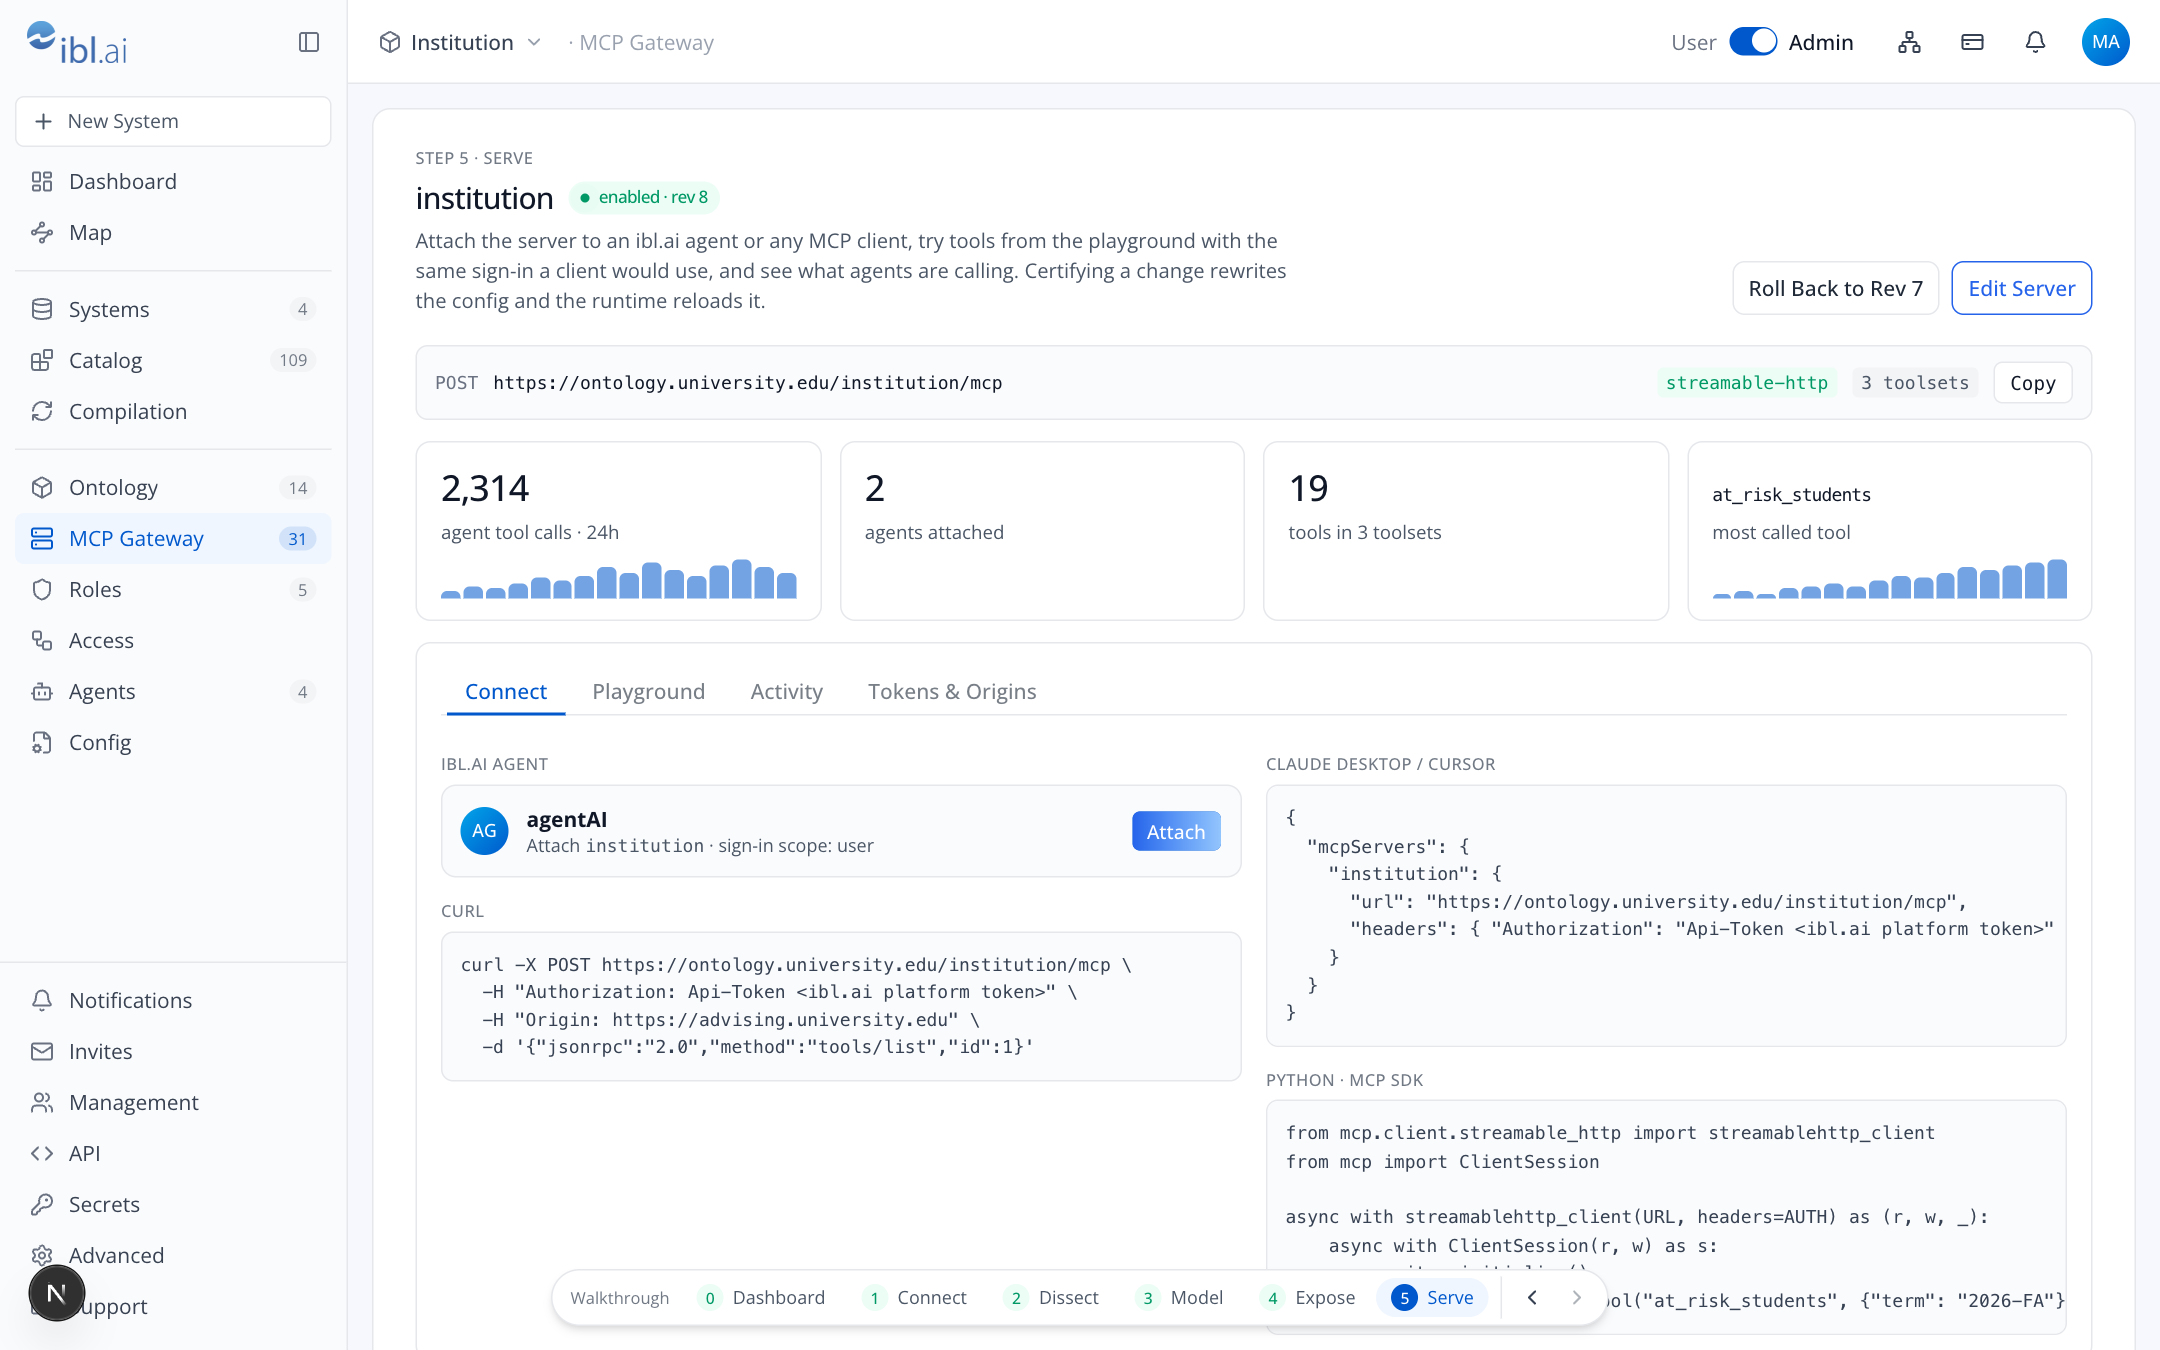 ibl.ai
New System
Dashboard
Map
Systems 4
Catalog 109
Compilation
Ontology 14
MCP Gateway 31
Roles 5
Access
Agents 4
Config
Notifications
Invites
Management
API
Secrets
Advanced
N
upport
Institution · MCP Gateway
User Admin MA
STEP 5 · SERVE
institution enabled · rev 8
Attach the server to an ibl.ai agent or any MCP client, try tools from the playground with the
same sign-in a client would use, and see what agents are calling. Certifying a change rewrites
the config and the runtime reloads it.
Roll Back to Rev 7 Edit Server
POST https://ontology.university.edu/institution/mcp streamable-http 3 toolsets Copy
2,314
agent tool calls · 24h
2
agents attached
19
tools in 3 toolsets
at_risk_students
most called tool
Connect Playground Activity Tokens & Origins
IBL.AI AGENT
AG agentAI
Attach institution · sign-in scope: user
Attach
CURL
curl -X POST https://ontology.university.edu/institution/mcp \
-H "Authorization: Api-Token <ibl.ai platform token>" \
-H "Origin: https://advising.university.edu" \
-d '{"jsonrpc":"2.0","method":"tools/list","id":1}'
CLAUDE DESKTOP / CURSOR
{
"mcpServers": {
"institution": {
"url": "https://ontology.university.edu/institution/mcp",
"headers": { "Authorization": "Api-Token <ibl.ai platform token>"
}
}
}
PYTHON · MCP SDK
from mcp.client.streamable_http import streamablehttp_client
from mcp import ClientSession
async with streamablehttp_client(URL, headers=AUTH) as (r, w, _):
async with ClientSession(r, w) as s:
ool("at_risk_students", {"term": "2026-FA"}
Walkthrough 0 Dashboard 1 Connect 2 Dissect 3 Model 4 Expose 5 Serve